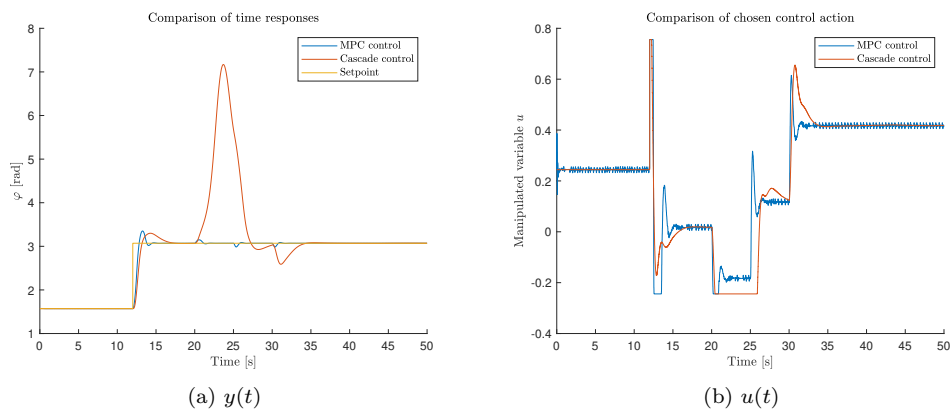 Comparison of time responses
8
7
6
5
4
3
2
1
0 5 10 15 20 25 30 35 40 45 50
φ [rad]
Time [s]
MPC control
Cascade control
Setpoint
(a) y(t)
Comparison of chosen control action
0.8
0.6
0.4
0.2
0
-0.2
-0.4
0 5 10 15 20 25 30 35 40 45 50
Manipulated variable u
Time [s]
MPC control
Cascade control
(b) u(t)